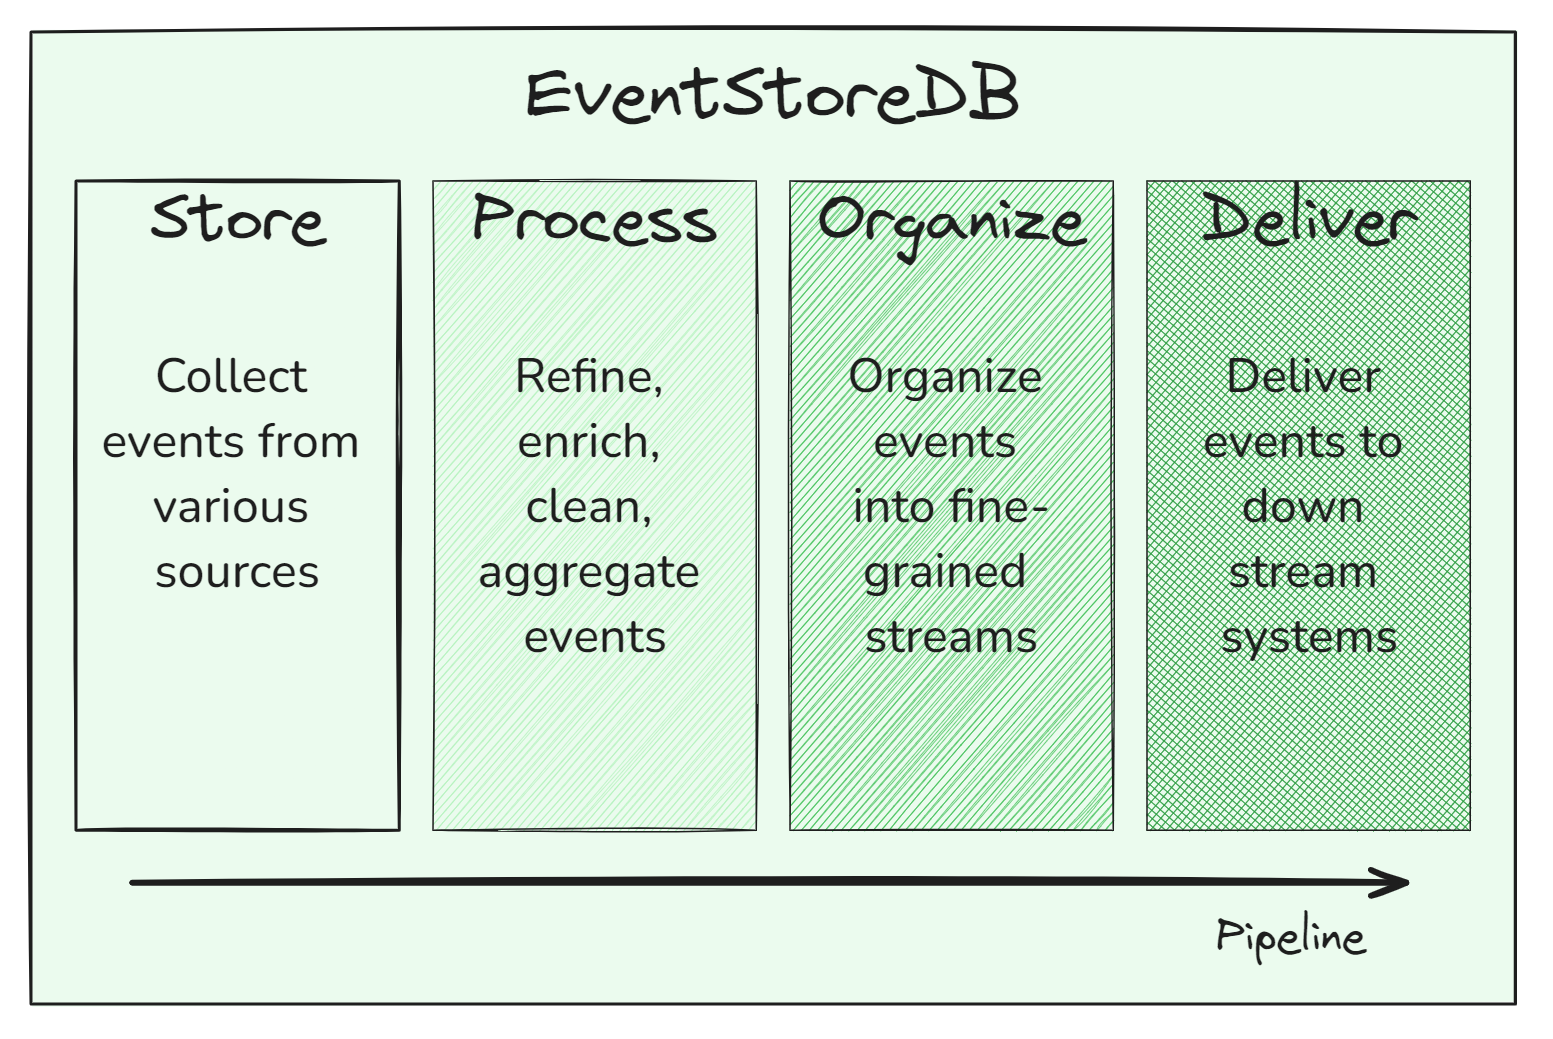 EventStoreDB
Store
Collect
events from
various
sources
Process
Refine,
enrich,
clean,
aggregate
events
Organize
Organize
events
into fine-
grained
streams
Deliver
Deliver
events to
down
stream
systems
Pipeline